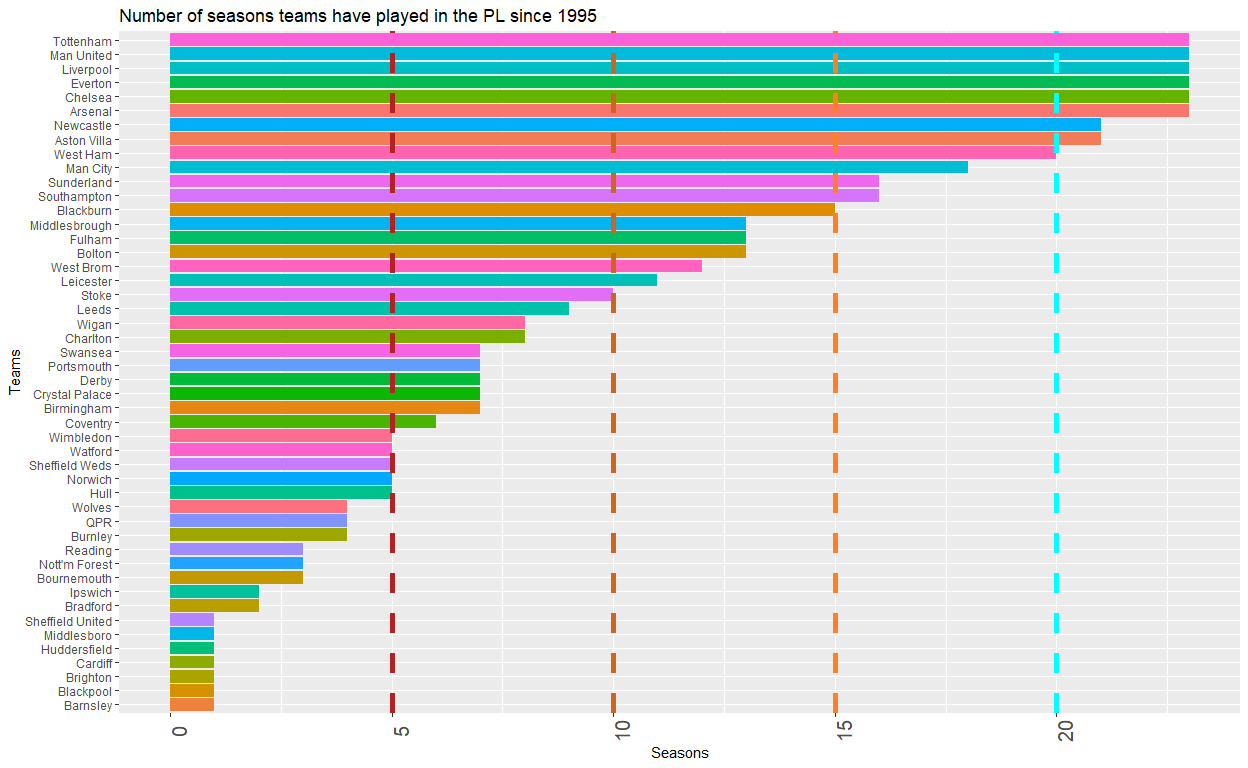 Number of seasons teams have played in the PL since 1995
Tottenham
Man United
Liverpool
Everton
Chelsea
Arsenal
Newcastle
Aston Villa
West Ham
Man City
Sunderland
Southampton
Blackburn
Middlesbrough
Fulham
Bolton
West Brom
Leicester
Stoke
Leeds
Wigan
Charlton
Swansea
Portsmouth
Derby
Crystal Palace
Birmingham
Coventry
Wimbledon
Watford
Sheffield Weds
Norwich
Hull
Wolves
QPR
Burnley
Reading
Nott'm Forest
Bournemouth
Ipswich
Bradford
Sheffield United
Middlesboro
Huddersfield
Cardiff
Brighton
Blackpool
Barnsley
Teams
0 5 10 15 20
Seasons